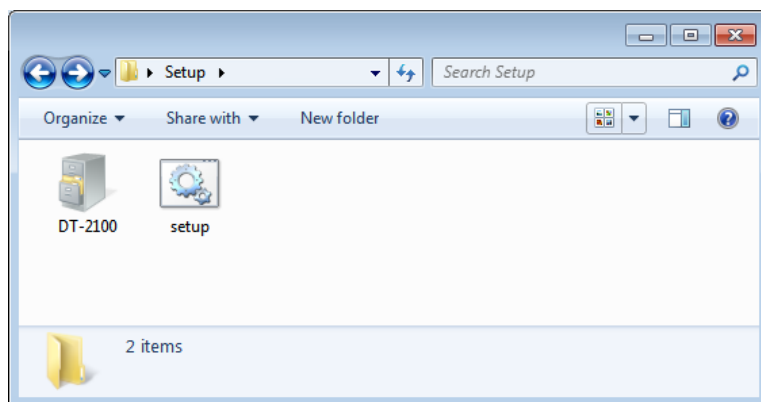 Setup
Search Setup
Organize Share with New folder
DT-2100 setup
2 items